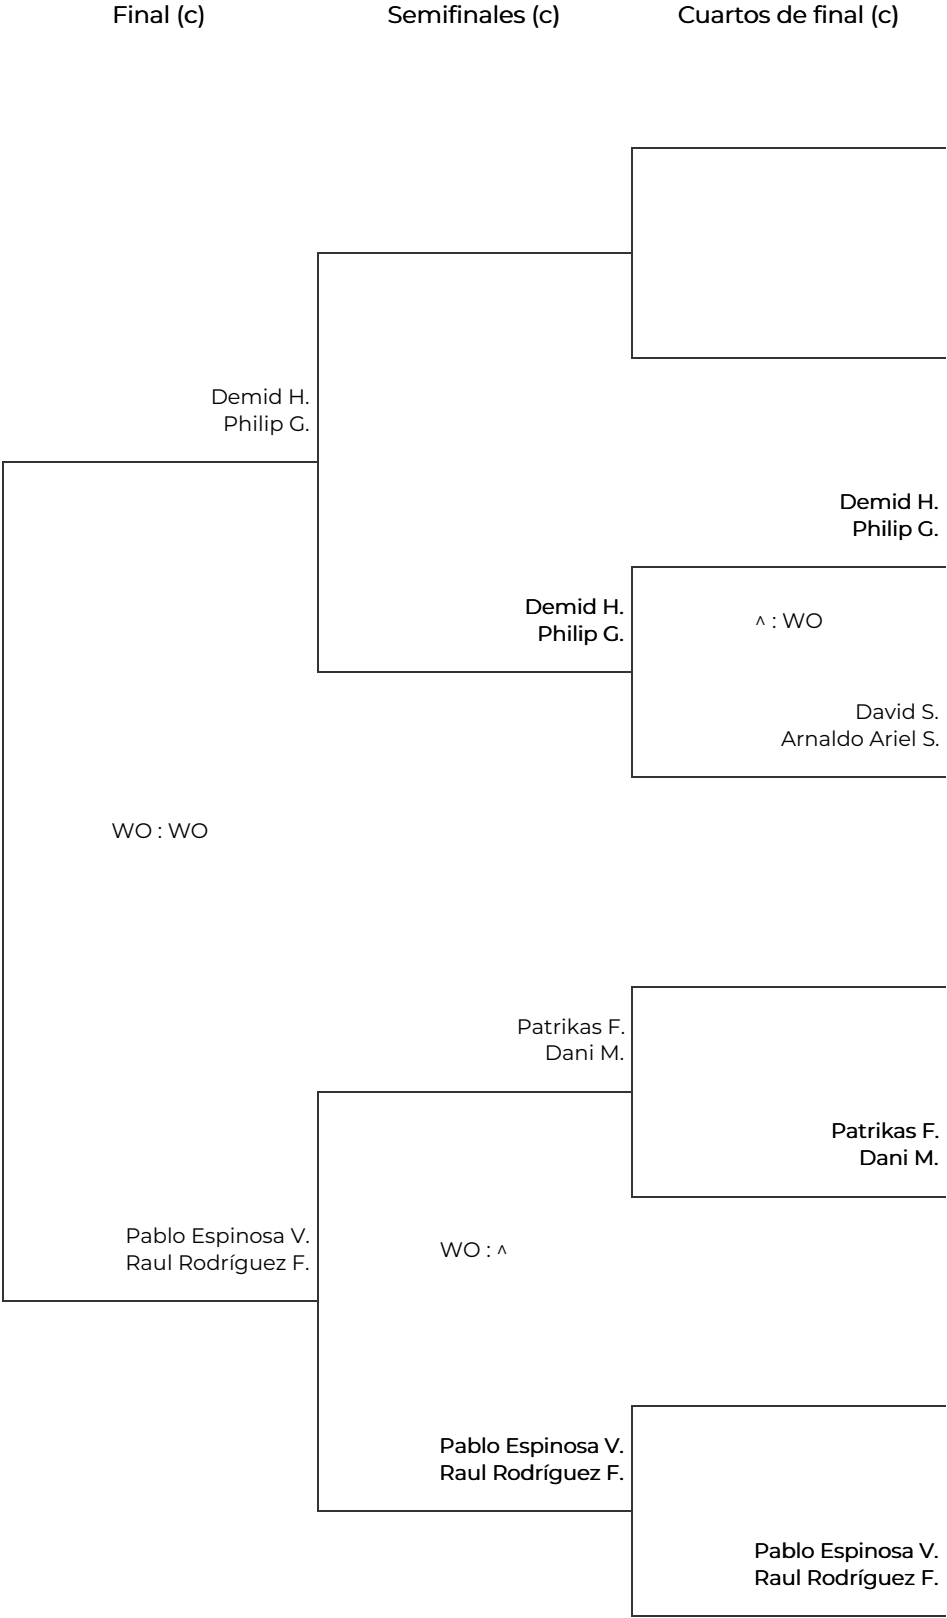 Final (c)
Semifinales (c)
Cuartos de final (c)
Demid H.
Philip G.
Demid H.
Philip G.
Demid H.
Philip G.
^ : WO
David S.
Arnaldo Ariel S.
WO : WO
Patrikas F.
Dani M.
Patrikas F.
Dani M.
Pablo Espinosa V.
Raul Rodríguez F.
WO : ^
Pablo Espinosa V.
Raul Rodríguez F.
Pablo Espinosa V.
Raul Rodríguez F.